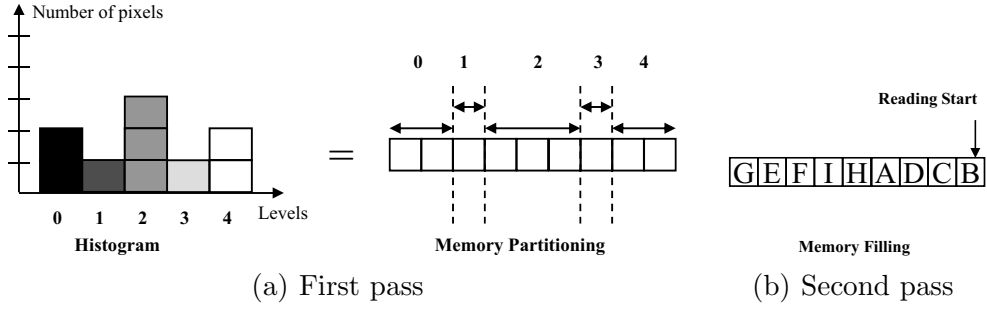 Number of pixels
0 1 2 3 4
Levels
Histogram
=
0 1 2 3 4
Memory Partitioning
Reading Start
G E F I H A D C B
Memory Filling
(a) First pass
(b) Second pass